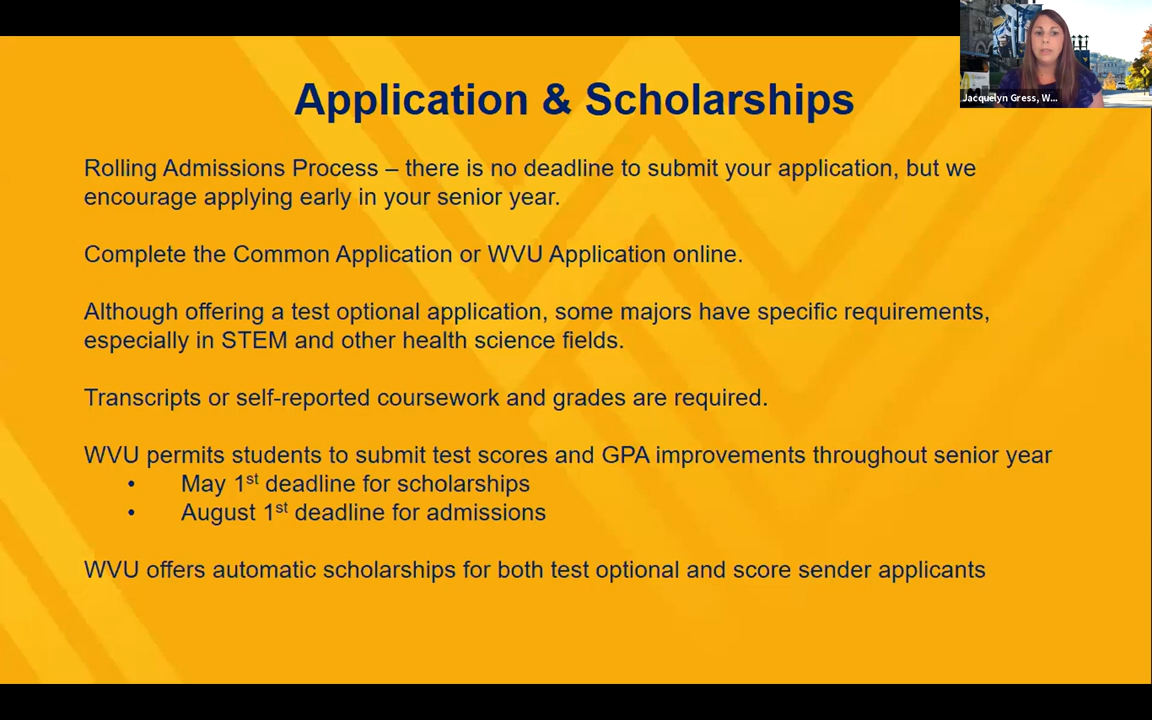 Application & Scholarships
Jacquelyn Gress, W...
Rolling Admissions Process – there is no deadline to submit your application, but we
encourage applying early in your senior year.
Complete the Common Application or WVU Application online.
Although offering a test optional application, some majors have specific requirements,
especially in STEM and other health science fields.
Transcripts or self-reported coursework and grades are required.
WVU permits students to submit test scores and GPA improvements throughout senior year
• May 1st deadline for scholarships
• August 1st deadline for admissions
WVU offers automatic scholarships for both test optional and score sender applicants